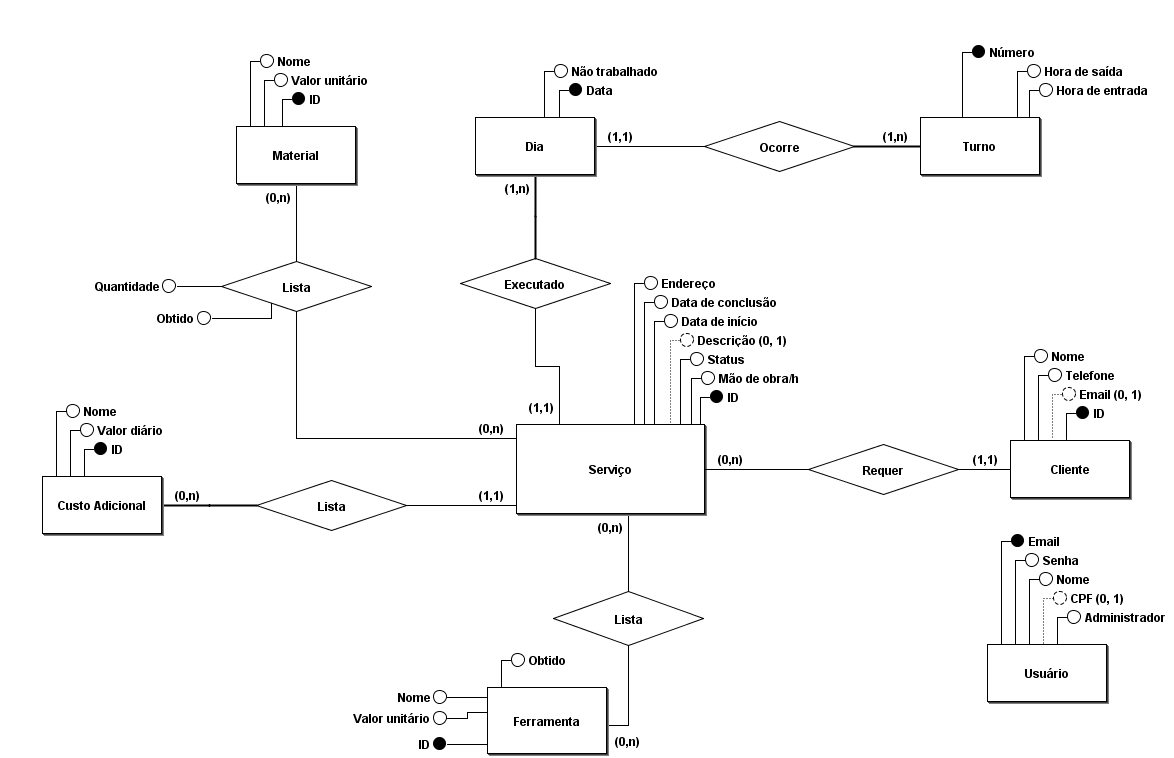 Nome
Valor unitário
ID
Material
(0,n)
Não trabalhado
Data
Dia
(1,1)
(1,n)
Ocorre
(1,n)
Número
Hora de saída
Hora de entrada
Turno
Quantidade
Obtido
Lista
Executado
(1,1)
(0,n)
Endereço
Data de conclusão
Data de início
Descrição (0, 1)
Status
Mão de obra/h
ID
Serviço
Nome
Valor diário
ID
Custo Adicional
(0,n)
Lista
(1,1)
(0,n)
Requer
(1,1)
Nome
Telefone
Email (0, 1)
ID
Cliente
(0,n)
Lista
Obtido
Nome
Valor unitário
ID
Ferramenta
(0,n)
Email
Senha
Nome
CPF (0, 1)
Administrador
Usuário